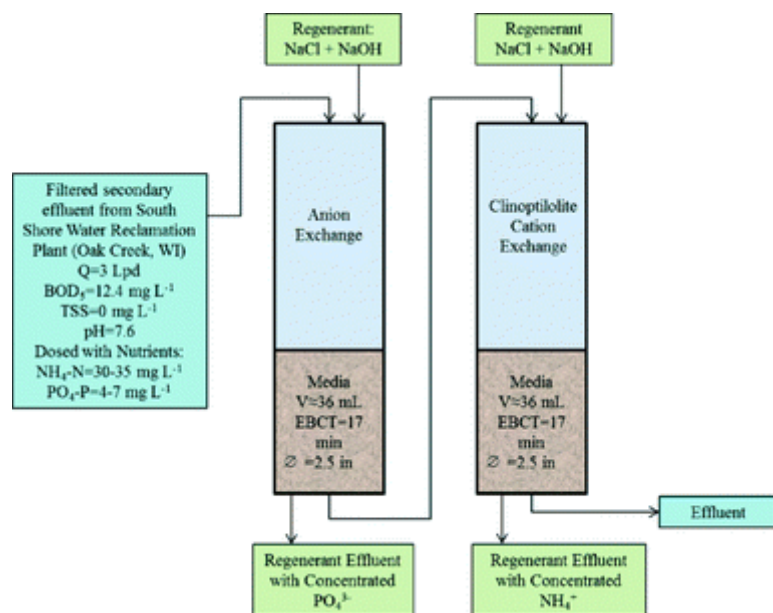 Regenerant:
NaCl + NaOH
Regenerant
NaCl + NaOH
Filtered secondary
effluent from South
Shore Water Reclamation
Plant (Oak Creek, WI)
Q=3 Lpd
BOD₅=12.4 mg L⁻¹
TSS=0 mg L⁻¹
pH=7.6
Dosed with Nutrients:
NH₄-N=30-35 mg L⁻¹
PO₄-P=4-7 mg L⁻¹
Anion
Exchange
Media
V≈36 mL
EBCT=17
min
∅ =2.5 in
Clinoptilolite
Cation
Exchange
Media
V≈36 mL
EBCT=17
min
∅ =2.5 in
Effluent
Regenerant Effluent
with Concentrated
PO₄³⁻
Regenerant Effluent
with Concentrated
NH₄⁺